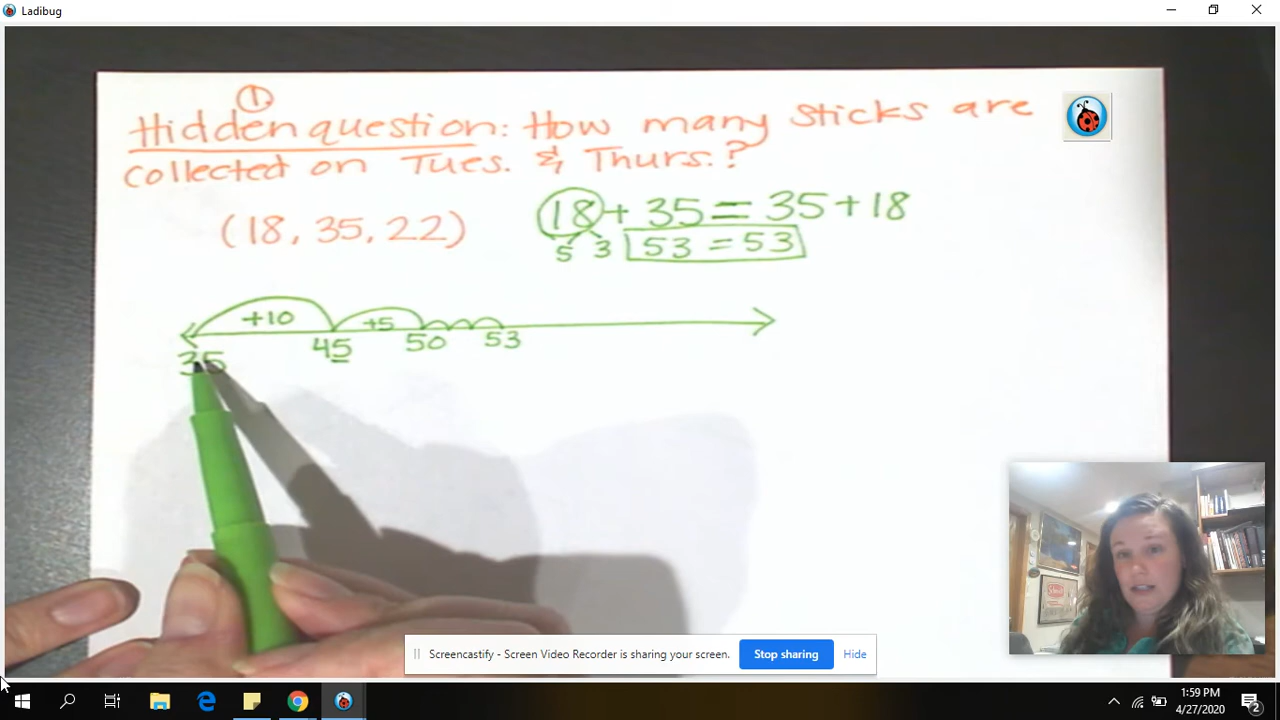 Ladibug
①
Hidden question: How many sticks are
collected on Tues. & Thurs.?
(18, 35, 22)
18 + 35 = 35 + 18
5 3 53 = 53
+10 +5
35 45 50 53
Screencastify - Screen Video Recorder is sharing your screen. Stop sharing Hide
1:59 PM
4/27/2020
2